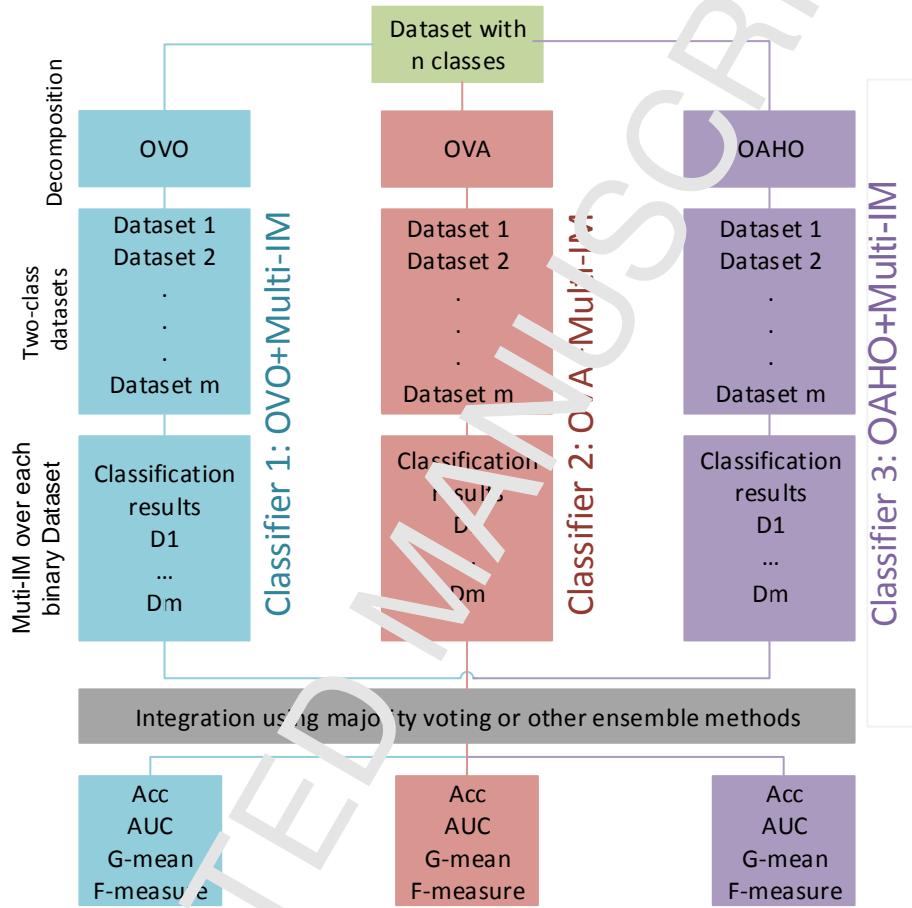 Dataset with
n classes
Decomposition
OVO
OVA
OAHO
Two-class
datasets
Dataset 1
Dataset 2
.
.
.
Dataset m
Classifier 1: OVO+Multi-IM
Dataset 1
Dataset 2
.
.
.
Dataset m
Classifier 2: OVA+Multi-IM
Dataset 1
Dataset 2
.
.
.
Dataset m
Classifier 3: OAHO+Multi-IM
Muti-IM over each
binary Dataset
Classification
results
D1
...
Dm
Classification
results
...
Dm
Classification
results
D1
...
Dm
Integration using majority voting or other ensemble methods
Acc
AUC
G-mean
F-measure
Acc
AUC
G-mean
F-measure
Acc
AUC
G-mean
F-measure
TED MANUSCRI